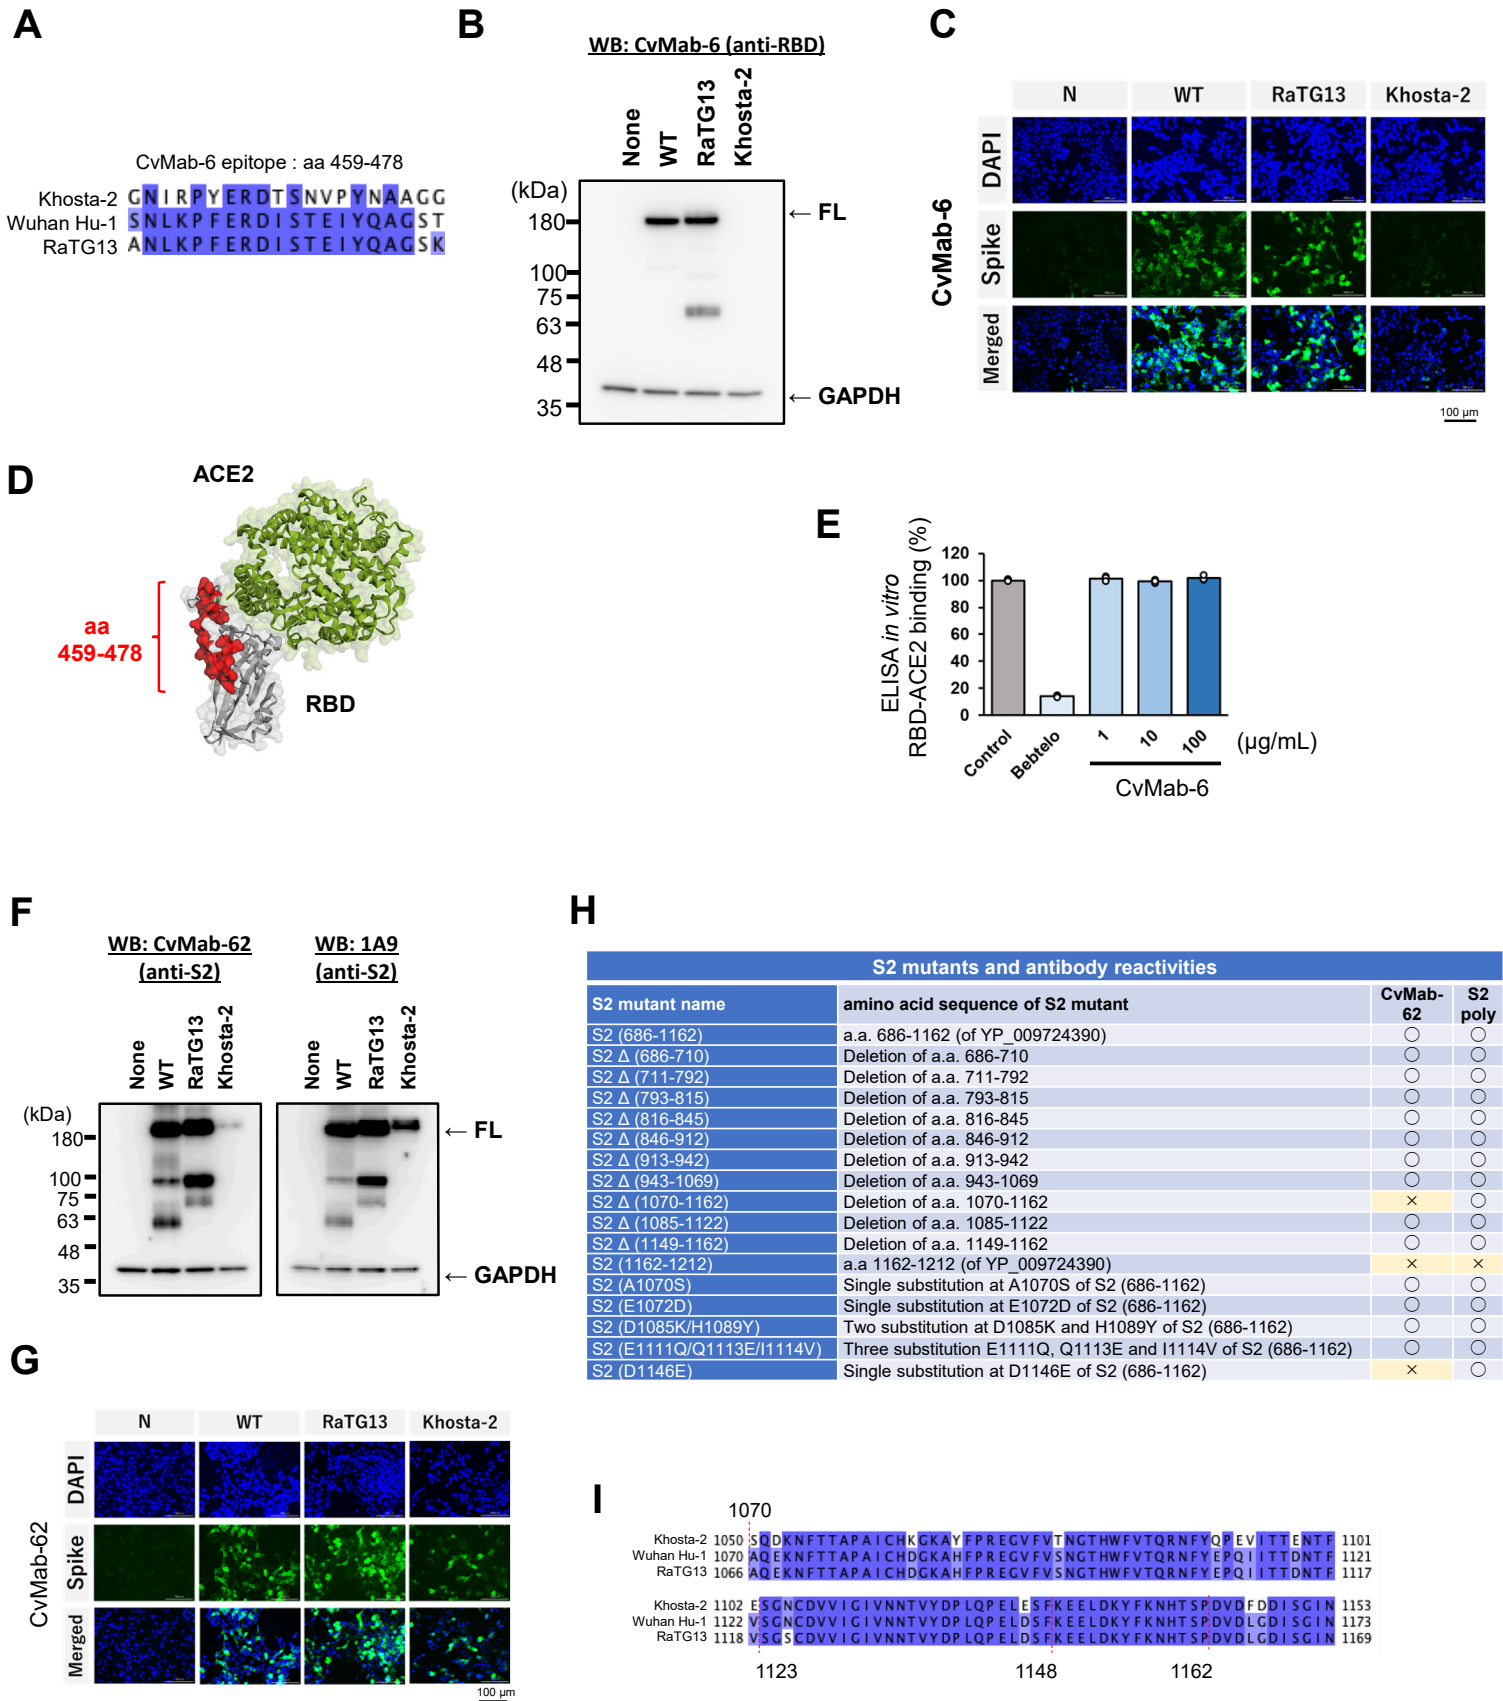 A
CvMab-6 epitope : aa 459-478
Khosta-2 GNIRPYERDTSNVPYNAAGG
Wuhan Hu-1 SNLKPFERDISTEIYQAGST
RaTG13 ANLKPFERDISTEIYQAGSK
B
WB: CvMab-6 (anti-RBD)
None WT RaTG13 Khosta-2
(kDa)
180
100
75
63
48
35
← FL
← GAPDH
C
N WT RaTG13 Khosta-2
CvMab-6
DAPI
Spike
Merged
100 µm
D
ACE2
aa
459-478
RBD
E
ELISA in vitro
RBD-ACE2 binding (%)
120
100
80
60
40
20
0
Control Bebtelo 1 10 100 (µg/mL)
CvMab-6
F
WB: CvMab-62
(anti-S2)
WB: 1A9
(anti-S2)
None WT RaTG13 Khosta-2 None WT RaTG13 Khosta-2
(kDa)
180
100
75
63
48
35
← FL
← GAPDH
G
N WT RaTG13 Khosta-2
CvMab-62
DAPI
Spike
Merged
100 µm
H
S2 mutants and antibody reactivities
S2 mutant name amino acid sequence of S2 mutant CvMab-62 S2 poly
S2 (686-1162) a.a. 686-1162 (of YP_009724390) ○ ○
S2 Δ (686-710) Deletion of a.a. 686-710 ○ ○
S2 Δ (711-792) Deletion of a.a. 711-792 ○ ○
S2 Δ (793-815) Deletion of a.a. 793-815 ○ ○
S2 Δ (816-845) Deletion of a.a. 816-845 ○ ○
S2 Δ (846-912) Deletion of a.a. 846-912 ○ ○
S2 Δ (913-942) Deletion of a.a. 913-942 ○ ○
S2 Δ (943-1069) Deletion of a.a. 943-1069 ○ ○
S2 Δ (1070-1162) Deletion of a.a. 1070-1162 × ○
S2 Δ (1085-1122) Deletion of a.a. 1085-1122 ○ ○
S2 Δ (1149-1162) Deletion of a.a. 1149-1162 ○ ○
S2 (1162-1212) a.a 1162-1212 (of YP_009724390) × ×
S2 (A1070S) Single substitution at A1070S of S2 (686-1162) ○ ○
S2 (E1072D) Single substitution at E1072D of S2 (686-1162) ○ ○
S2 (D1085K/H1089Y) Two substitution at D1085K and H1089Y of S2 (686-1162) ○ ○
S2 (E1111Q/Q1113E/I1114V) Three substitution E1111Q, Q1113E and I1114V of S2 (686-1162) ○ ○
S2 (D1146E) Single substitution at D1146E of S2 (686-1162) × ○
I
1070
Khosta-2 1050 SQDKNFTTAPAICHKGKAYFPREGVFVTNGTHWFVTQRNFYQPEVITTENTF 1101
Wuhan Hu-1 1070 AQEKNFTTAPAICHDGKAHFPREGVFVSNGTHWFVTQRNFYEPQIITTDNTF 1121
RaTG13 1066 AQEKNFTTAPAICHDGKAHFPREGVFVSNGTHWFVTQRNFYEPQIITTDNTF 1117
Khosta-2 1102 ESGNCDVVIGIVNNTVYDPLQPELESFKEELDKYFKNHTSPDVDFDDISGIN 1153
Wuhan Hu-1 1122 VSGNCDVVIGIVNNTVYDPLQPELDSFKEELDKYFKNHTSPDVDLGDISGIN 1173
RaTG13 1118 VSGSCDVVIGIVNNTVYDPLQPELDSFKEELDKYFKNHTSPDVDLGDISGIN 1169
1123 1148 1162